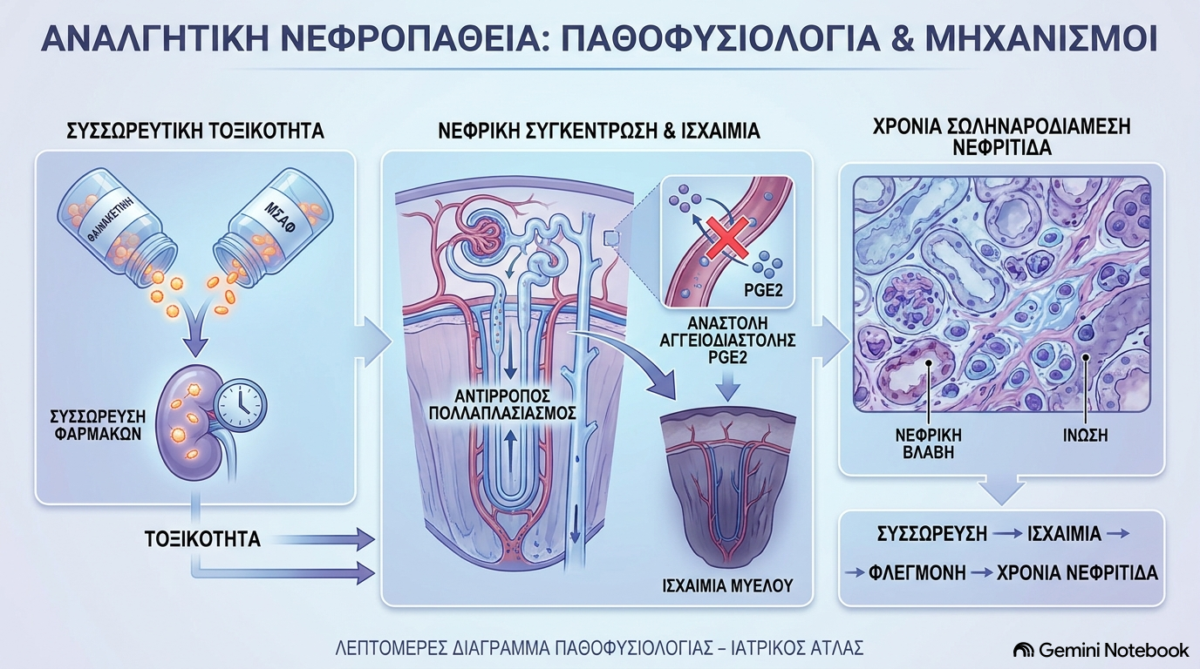 ΑΝΑΛΓΗΤΙΚΗ ΝΕΦΡΟΠΑΘΕΙΑ: ΠΑΘΟΦΥΣΙΟΛΟΓΙΑ & ΜΗΧΑΝΙΣΜΟΙ
ΣΥΣΣΩΡΕΥΤΙΚΗ ΤΟΞΙΚΟΤΗΤΑ
ΜΣΑΦ
ΣΥΣΣΩΡΕΥΣΗ
ΦΑΡΜΑΚΩΝ
ΤΟΞΙΚΟΤΗΤΑ
ΝΕΦΡΙΚΗ ΣΥΓΚΕΝΤΡΩΣΗ & ΙΣΧΑΙΜΙΑ
PGE2
ΑΝΑΣΤΟΛΗ
ΑΓΓΕΙΟΔΙΑΣΤΟΛΗΣ
PGE2
ΑΝΤΙΡΡΟΠΟΣ
ΠΟΛΛΑΠΛΑΣΙΑΣΜΟΣ
ΙΣΧΑΙΜΙΑ ΜΥΕΛΟΥ
ΧΡΟΝΙΑ ΣΩΛΗΝΑΡΟΔΙΑΜΕΣΗ
ΝΕΦΡΙΤΙΔΑ
ΝΕΦΡΙΚΗ
ΒΛΑΒΗ
ΙΝΩΣΗ
ΣΥΣΣΩΡΕΥΣΗ → ΙΣΧΑΙΜΙΑ →
→ ΦΛΕΓΜΟΝΗ → ΧΡΟΝΙΑ ΝΕΦΡΙΤΙΔΑ
ΛΕΠΤΟΜΕΡΕΣ ΔΙΑΓΡΑΜΜΑ ΠΑΘΟΦΥΣΙΟΛΟΓΙΑΣ – ΙΑΤΡΙΚΟΣ ΑΤΛΑΣ
Gemini Notebook